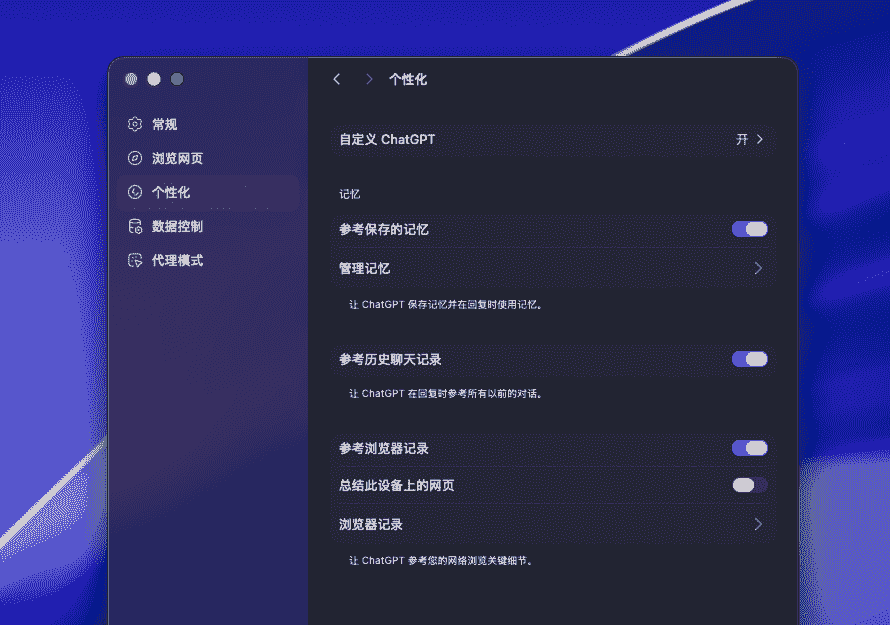 个性化
常规
浏览网页
个性化
数据控制
代理模式
自定义 ChatGPT
开
记忆
参考保存的记忆
管理记忆
让 ChatGPT 保存记忆并在回复时使用记忆。
参考历史聊天记录
让 ChatGPT 在回复时参考所有以前的对话。
参考浏览器记录
总结此设备上的网页
浏览器记录
让 ChatGPT 参考您的网络浏览关键细节。